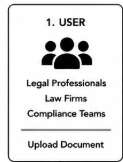 1. USER
Legal Professionals
Law Firms
Compliance Teams
Upload Document